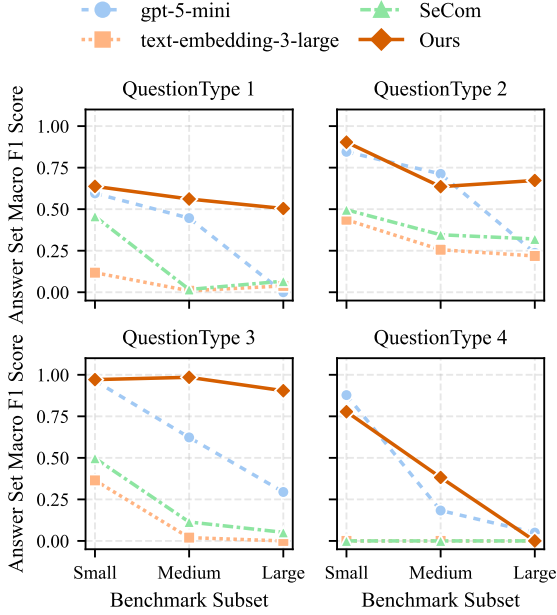 gpt-5-mini
SeCom
text-embedding-3-large
Ours
QuestionType 1
QuestionType 2
Answer Set Macro F1 Score
1.00
0.75
0.50
0.25
0.00
QuestionType 3
QuestionType 4
Answer Set Macro F1 Score
1.00
0.75
0.50
0.25
0.00
Small
Medium
Large
Small
Medium
Large
Benchmark Subset
Benchmark Subset